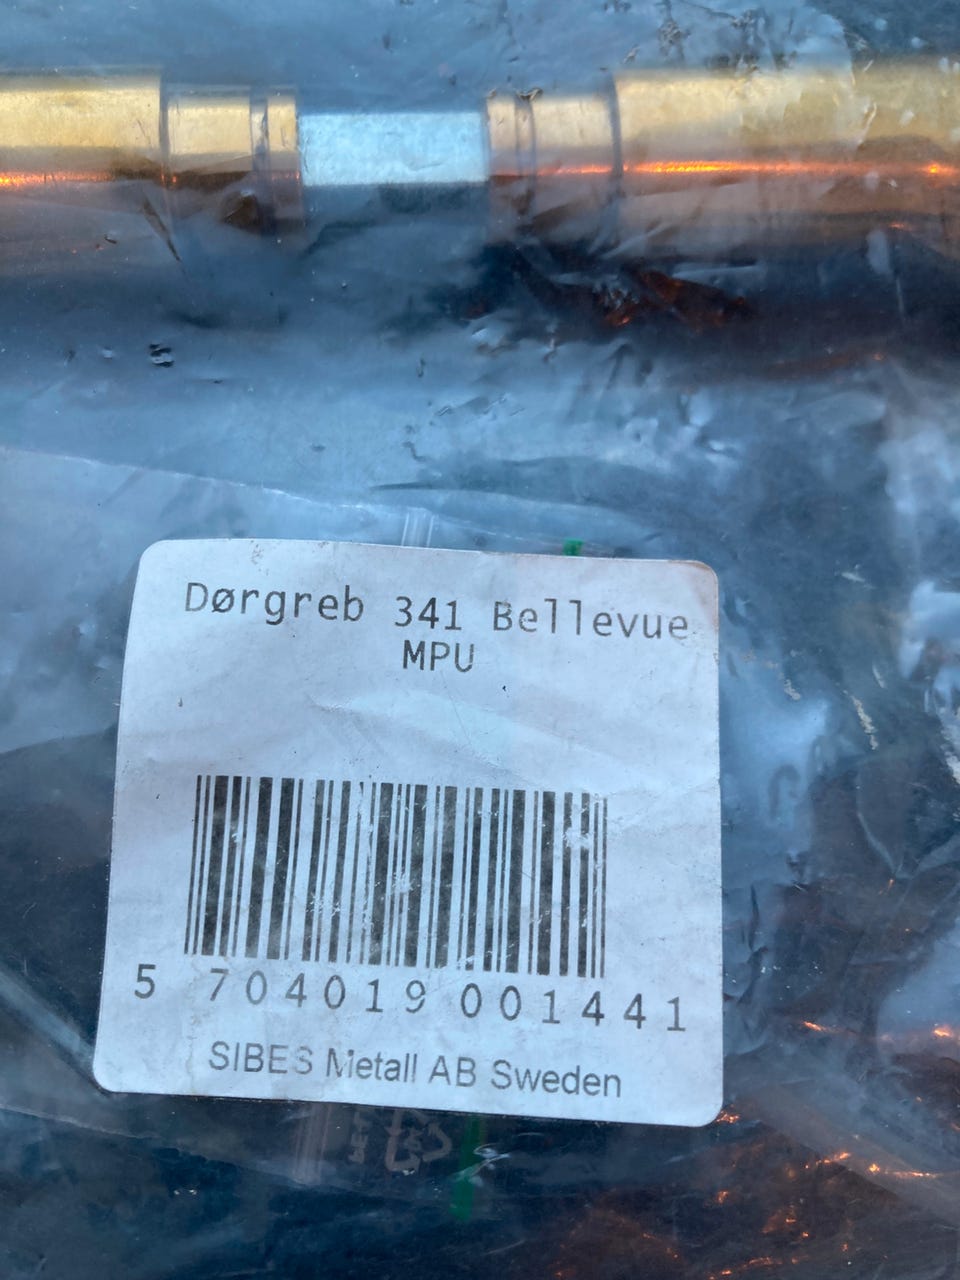 Dørgreb 341 Bellevue
MPU
5 704019 001441
SIBES Metall AB Sweden